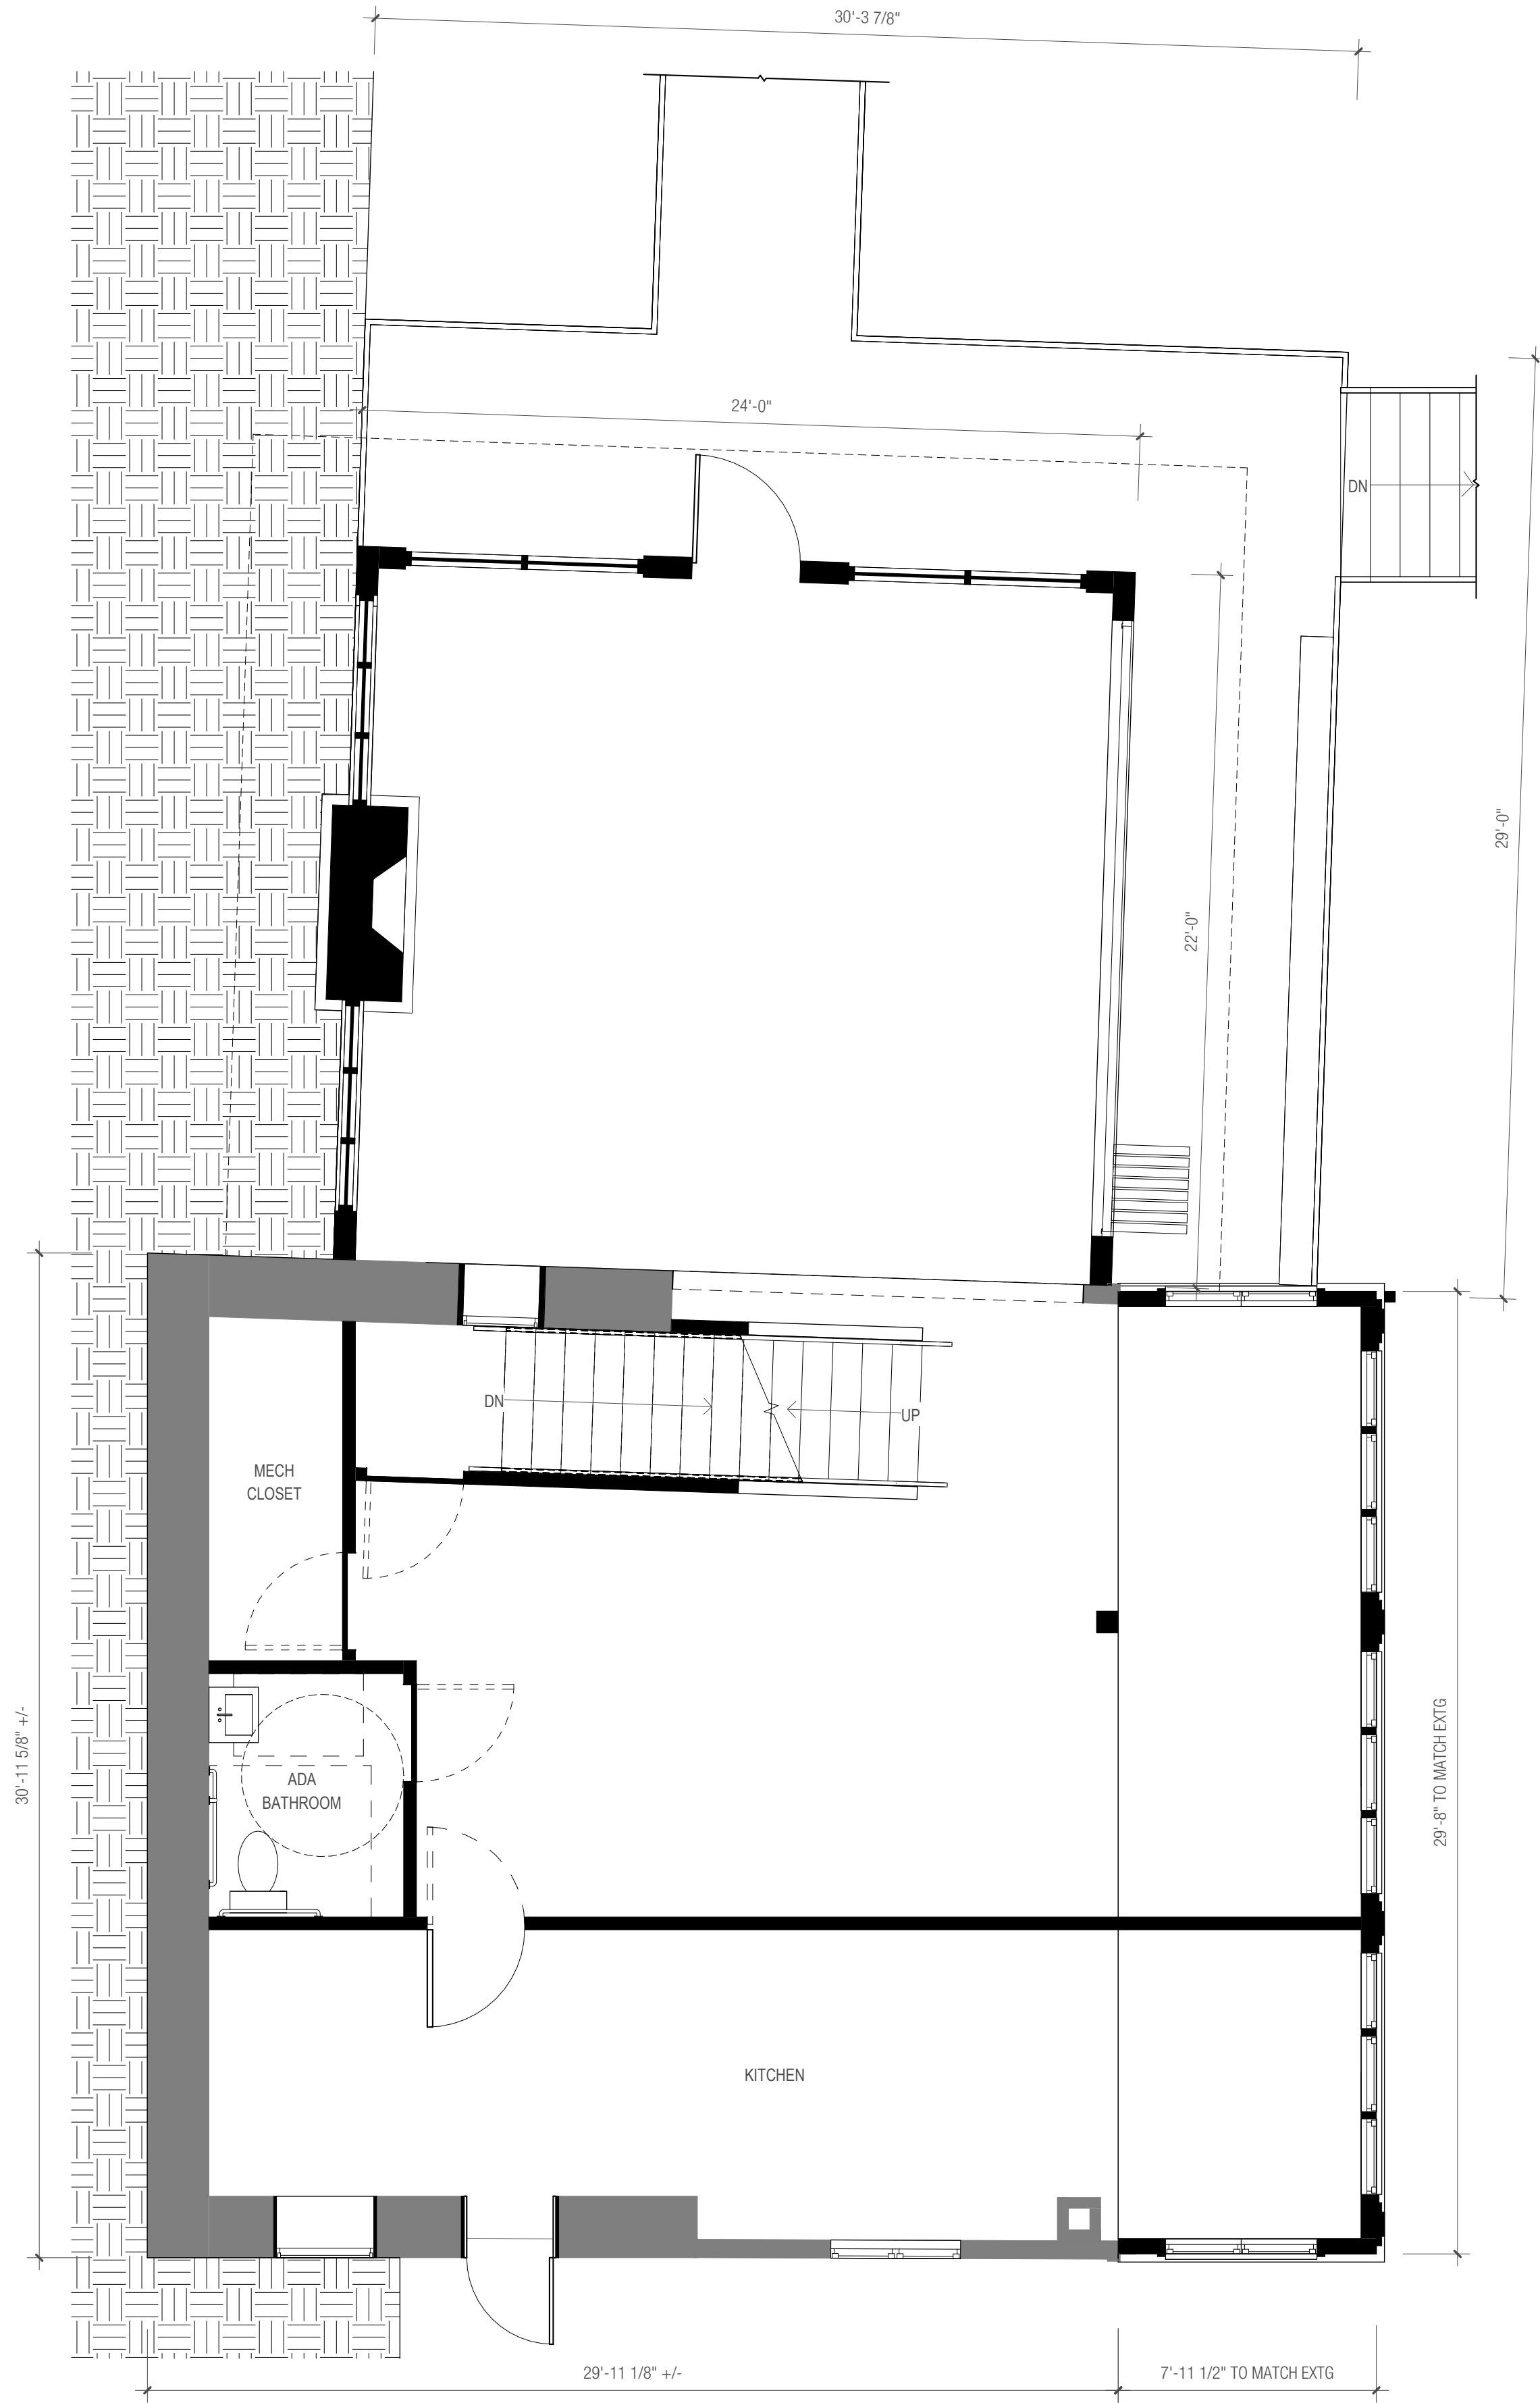 30'-3 7/8"
24'-0"
DN
29'-0"
22'-0"
DN
UP
MECH
CLOSET
30'-11 5/8" +/-
29'-8" TO MATCH EXTG
ADA
BATHROOM
KITCHEN
29'-11 1/8" +/-
7'-11 1/2" TO MATCH EXTG